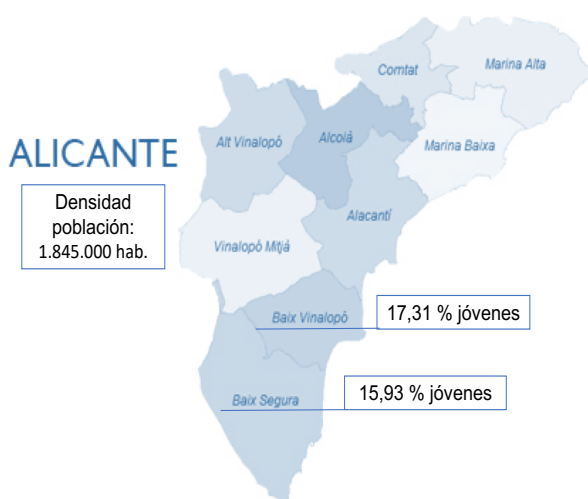 Comtat
Marina Alta
Alt Vinalopó
Alcoià
Marina Baixa
ALICANTE
Densidad
población:
1.845.000 hab.
Alacantí
Vinalopó Mitjà
Baix Vinalopó
17,31 % jóvenes
Baix Segura
15,93 % jóvenes